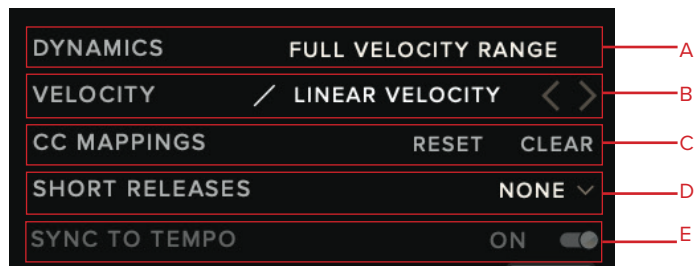 DYNAMICS FULL VELOCITY RANGE A
VELOCITY LINEAR VELOCITY B
CC MAPPINGS RESET CLEAR C
SHORT RELEASES NONE D
SYNC TO TEMPO ON E